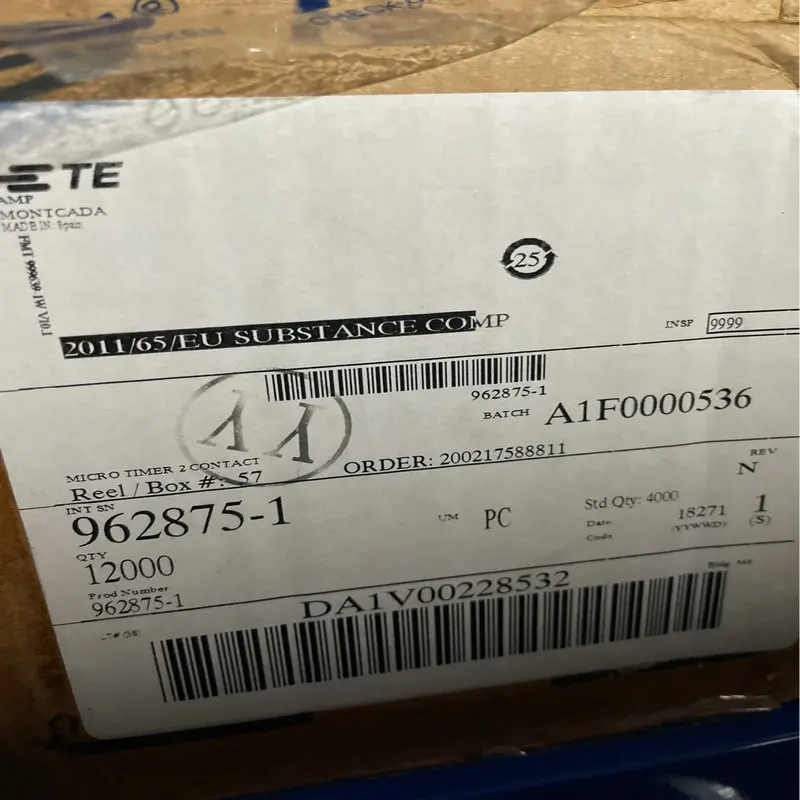 TE
AMP
MONTCADA
MADE IN: Spain
25
2011/65/EU SUBSTANCE COMP
INSP 9999
962875-1
BATCH A1F0000536
MICRO TIMER 2 CONTACT
ORDER: 200217588811
Reel / Box #: 57
REV
N
INT SN
962875-1
UM PC
Std Qty: 4000
Date 18271
Code (YYWWD)
1
(S)
QTY
12000
Prod Number
962875-1
DA1V00228532